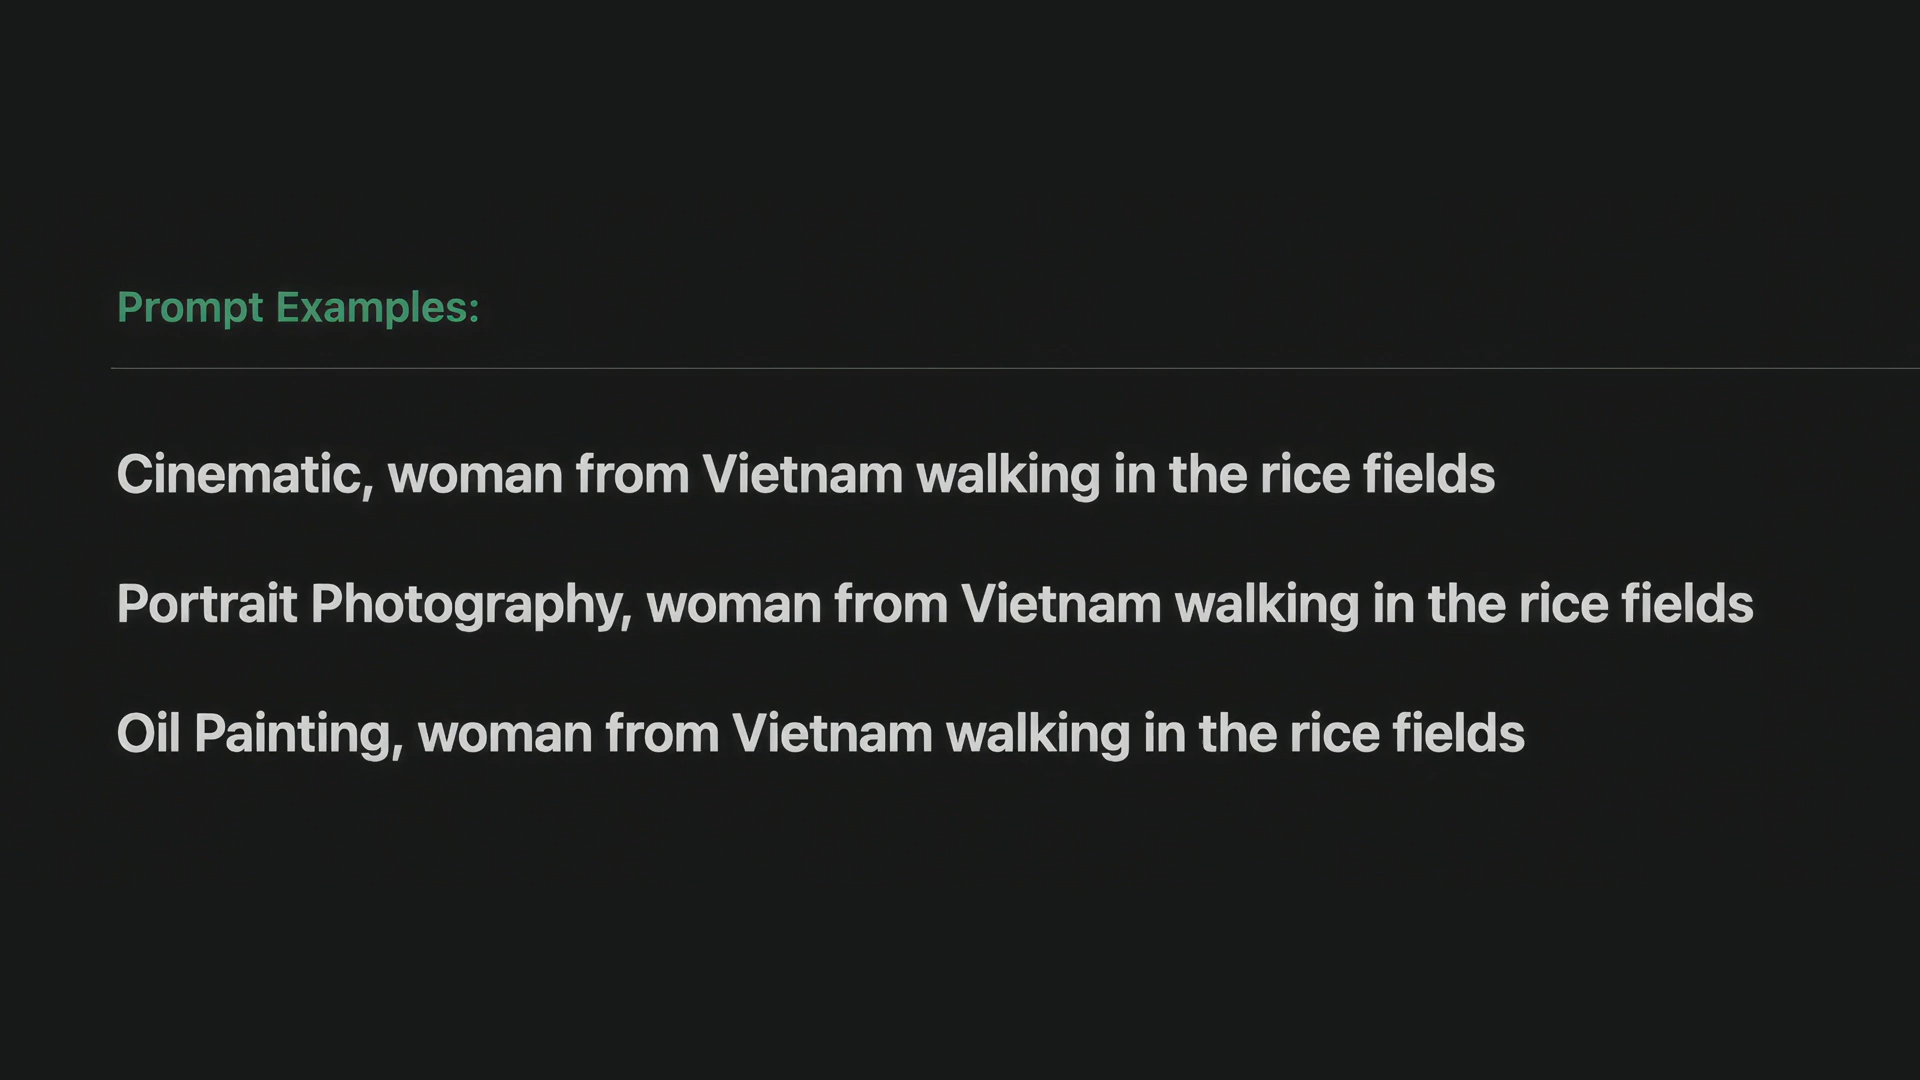 Prompt Examples:
Cinematic, woman from Vietnam walking in the rice fields
Portrait Photography, woman from Vietnam walking in the rice fields
Oil Painting, woman from Vietnam walking in the rice fields